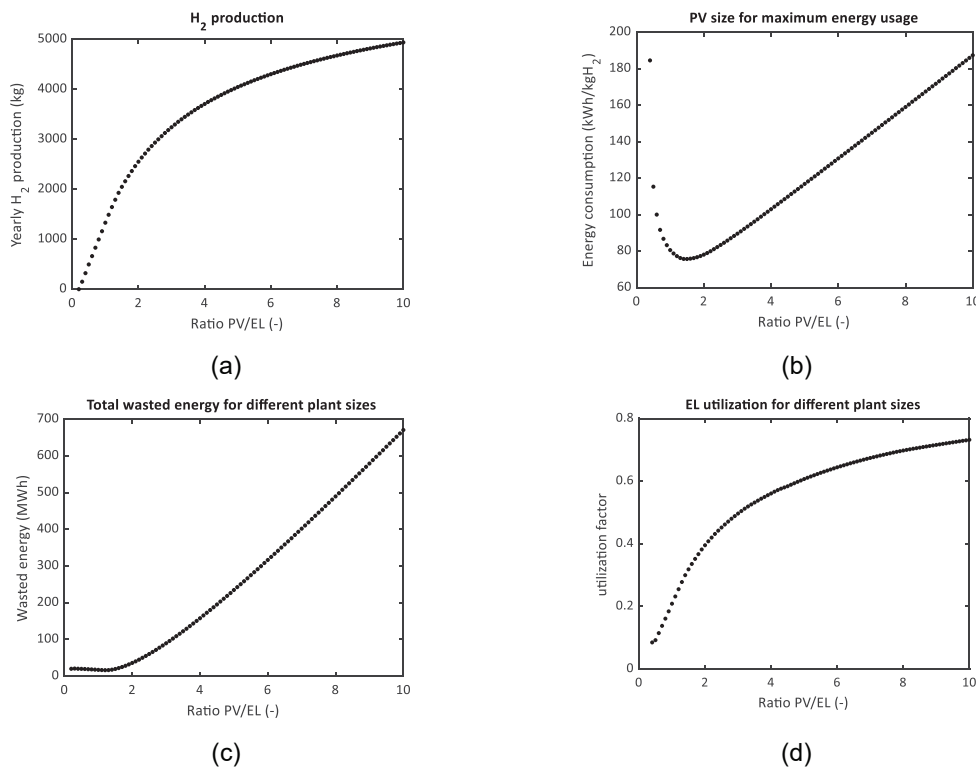 H2 production
5000
4000
3000
2000
1000
0
Yearly H2 production (kg)
0 2 4 6 8 10
Ratio PV/EL (-)
(a)
PV size for maximum energy usage
200
180
160
140
120
100
80
60
Energy consumption (kWh/kgH2)
0 2 4 6 8 10
Ratio PV/EL (-)
(b)
Total wasted energy for different plant sizes
700
600
500
400
300
200
100
0
Wasted energy (MWh)
0 2 4 6 8 10
Ratio PV/EL (-)
(c)
EL utilization for different plant sizes
0.8
0.6
0.4
0.2
0
utilization factor
0 2 4 6 8 10
Ratio PV/EL (-)
(d)